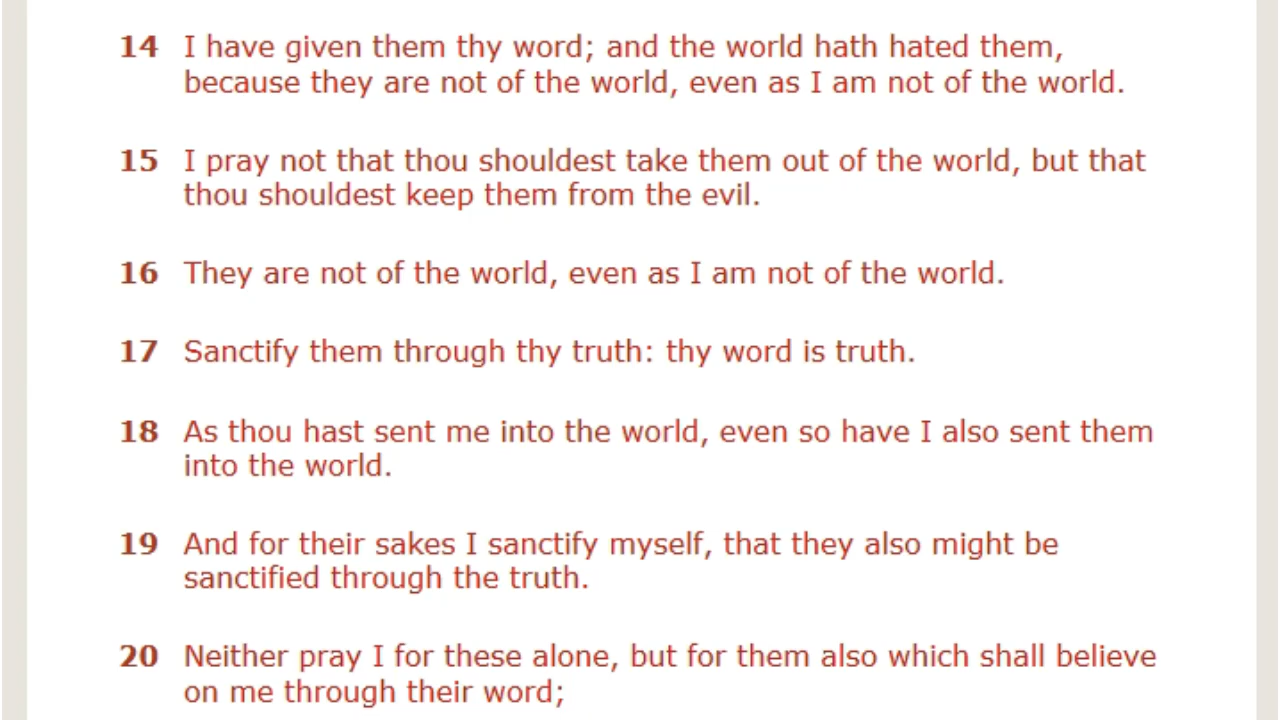 14 I have given them thy word; and the world hath hated them,
because they are not of the world, even as I am not of the world.
15 I pray not that thou shouldest take them out of the world, but that
thou shouldest keep them from the evil.
16 They are not of the world, even as I am not of the world.
17 Sanctify them through thy truth: thy word is truth.
18 As thou hast sent me into the world, even so have I also sent them
into the world.
19 And for their sakes I sanctify myself, that they also might be
sanctified through the truth.
20 Neither pray I for these alone, but for them also which shall believe
on me through their word;